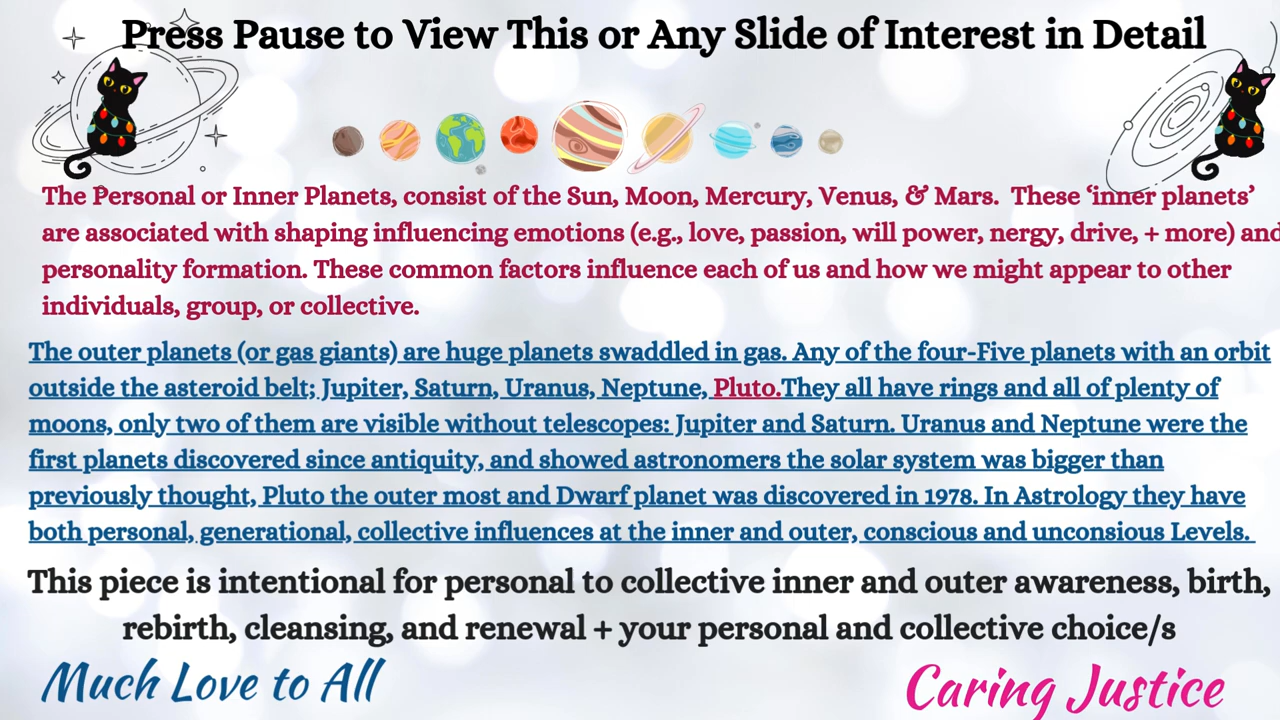 Press Pause to View This or Any Slide of Interest in Detail
The Personal or Inner Planets, consist of the Sun, Moon, Mercury, Venus, & Mars. These ‘inner planets’
are associated with shaping influencing emotions (e.g., love, passion, will power, nergy, drive, + more) and
personality formation. These common factors influence each of us and how we might appear to other
individuals, group, or collective.
The outer planets (or gas giants) are huge planets swaddled in gas. Any of the four-Five planets with an orbit
outside the asteroid belt; Jupiter, Saturn, Uranus, Neptune, Pluto.They all have rings and all of plenty of
moons, only two of them are visible without telescopes: Jupiter and Saturn. Uranus and Neptune were the
first planets discovered since antiquity, and showed astronomers the solar system was bigger than
previously thought, Pluto the outer most and Dwarf planet was discovered in 1978. In Astrology they have
both personal, generational, collective influences at the inner and outer, conscious and unconsious Levels.
This piece is intentional for personal to collective inner and outer awareness, birth,
rebirth, cleansing, and renewal + your personal and collective choice/s
Much Love to All
Caring Justice